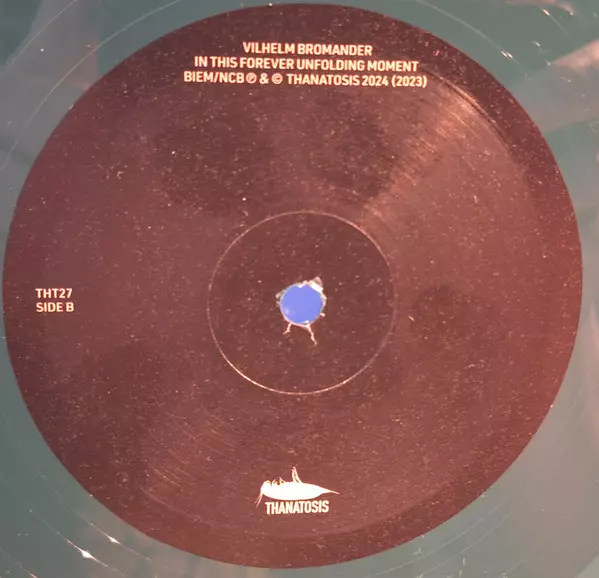 VILHELM BROMANDER
IN THIS FOREVER UNFOLDING MOMENT
BIEM/NCB ℗ & © THANATOSIS 2024 (2023)
THT27
SIDE B
THANATOSIS